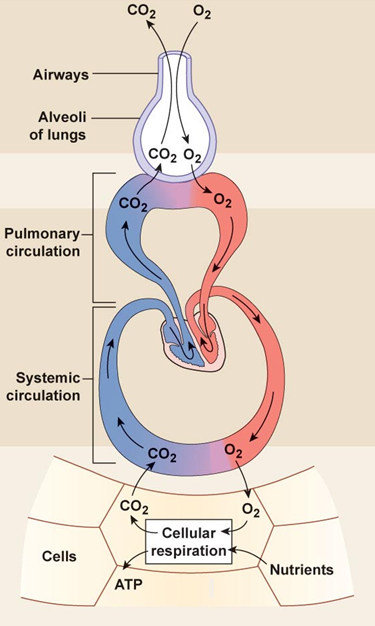 CO2 O2
Airways
Alveoli
of lungs
CO2 O2
CO2 O2
Pulmonary
circulation
Systemic
circulation
CO2 O2
CO2 O2
Cellular
respiration
Cells
Nutrients
ATP